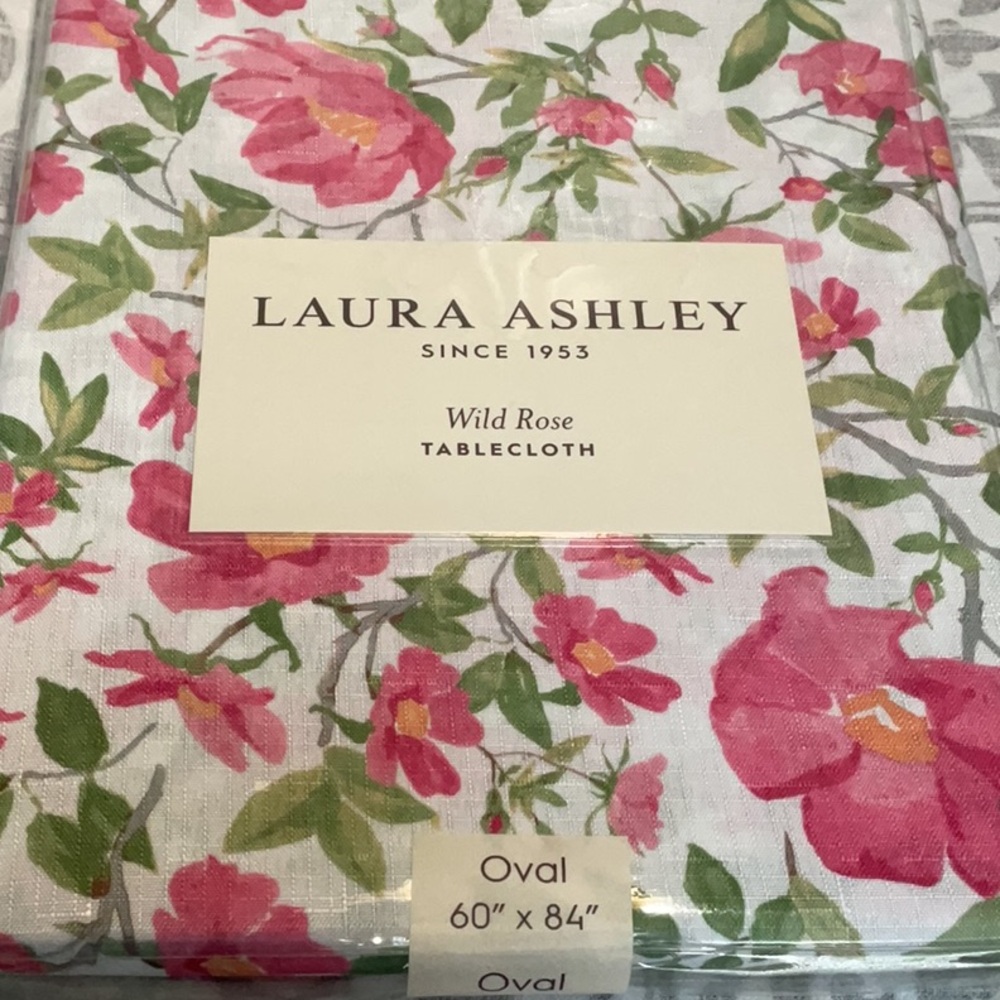 LAURA ASHLEY
SINCE 1953
Wild Rose
TABLECLOTH
Oval
60" x 84"
Oval